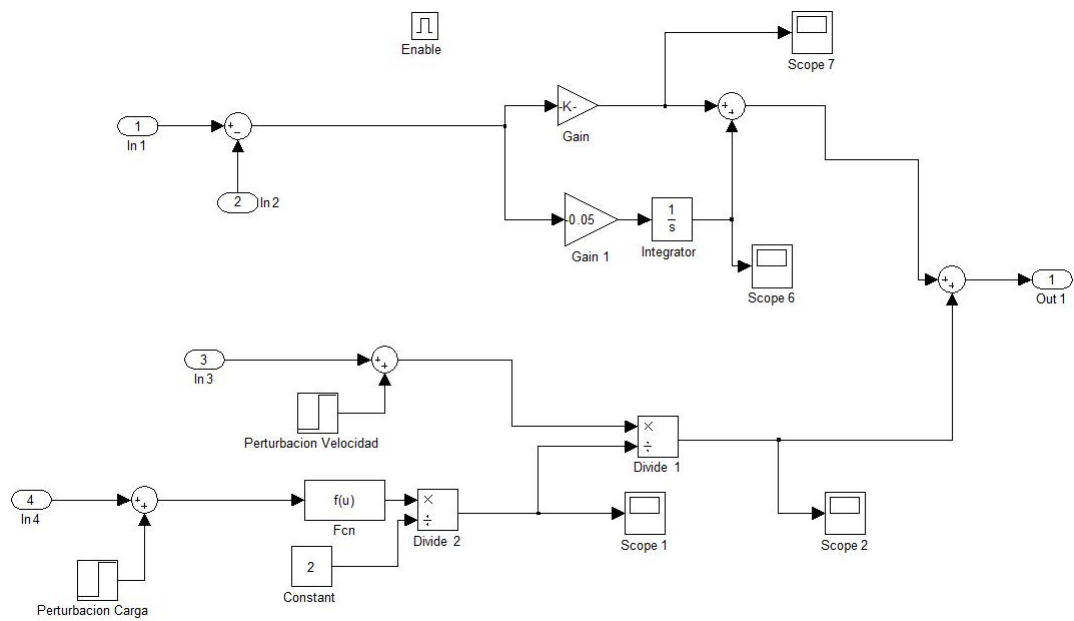 Enable
Scope 7
-K-
Gain
1
In 1
2
In 2
-0.05
Gain 1
1
s
Integrator
Scope 6
1
Out 1
3
In 3
Perturbacion Velocidad
Divide 1
4
In 4
f(u)
Fcn
Divide 2
Scope 1
Scope 2
2
Constant
Perturbacion Carga